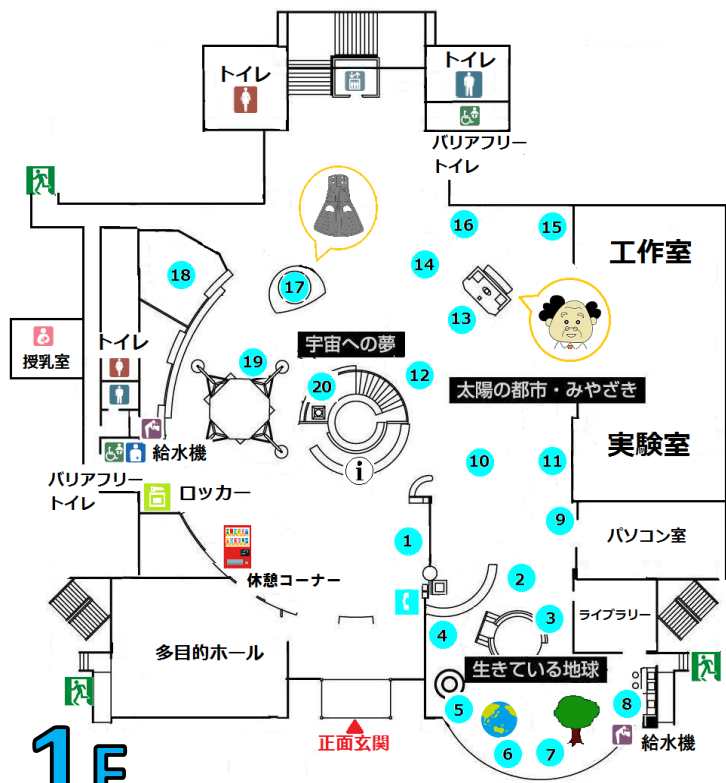 トイレ
トイレ
バリアフリー
トイレ
16
15
工作室
14
18
17
13
授乳室
トイレ
宇宙への夢
19
12
20
太陽の都市・みやざき
実験室
給水機
i
10
11
バリアフリー
トイレ
ロッカー
9
パソコン室
1
休憩コーナー
2
3
ライブラリー
4
多目的ホール
生きている地球
5
8
6
7
給水機
正面玄関
1F